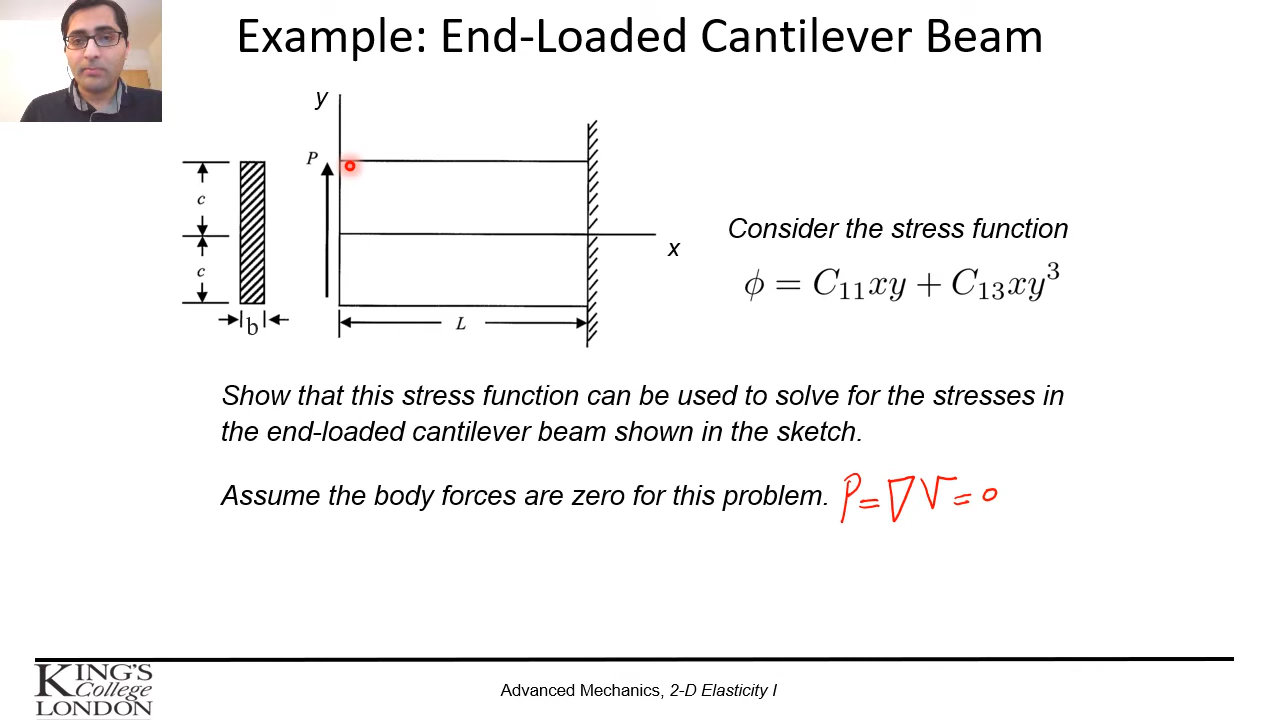 Example: End-Loaded Cantilever Beam
y
P
c
c
b
L
x
Consider the stress function
ϕ = C₁₁xy + C₁₃xy³
Show that this stress function can be used to solve for the stresses in
the end-loaded cantilever beam shown in the sketch.
Assume the body forces are zero for this problem. P = ∇V = 0
KING'S
College
LONDON
Advanced Mechanics, 2-D Elasticity I